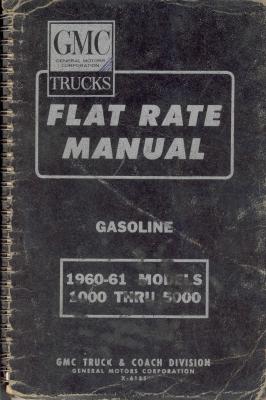 GMC
GENERAL MOTORS
CORPORATION
TRUCKS
FLAT RATE
MANUAL
GASOLINE
1960-61 MODELS
1000 THRU 5000
GMC TRUCK & COACH DIVISION
GENERAL MOTORS CORPORATION